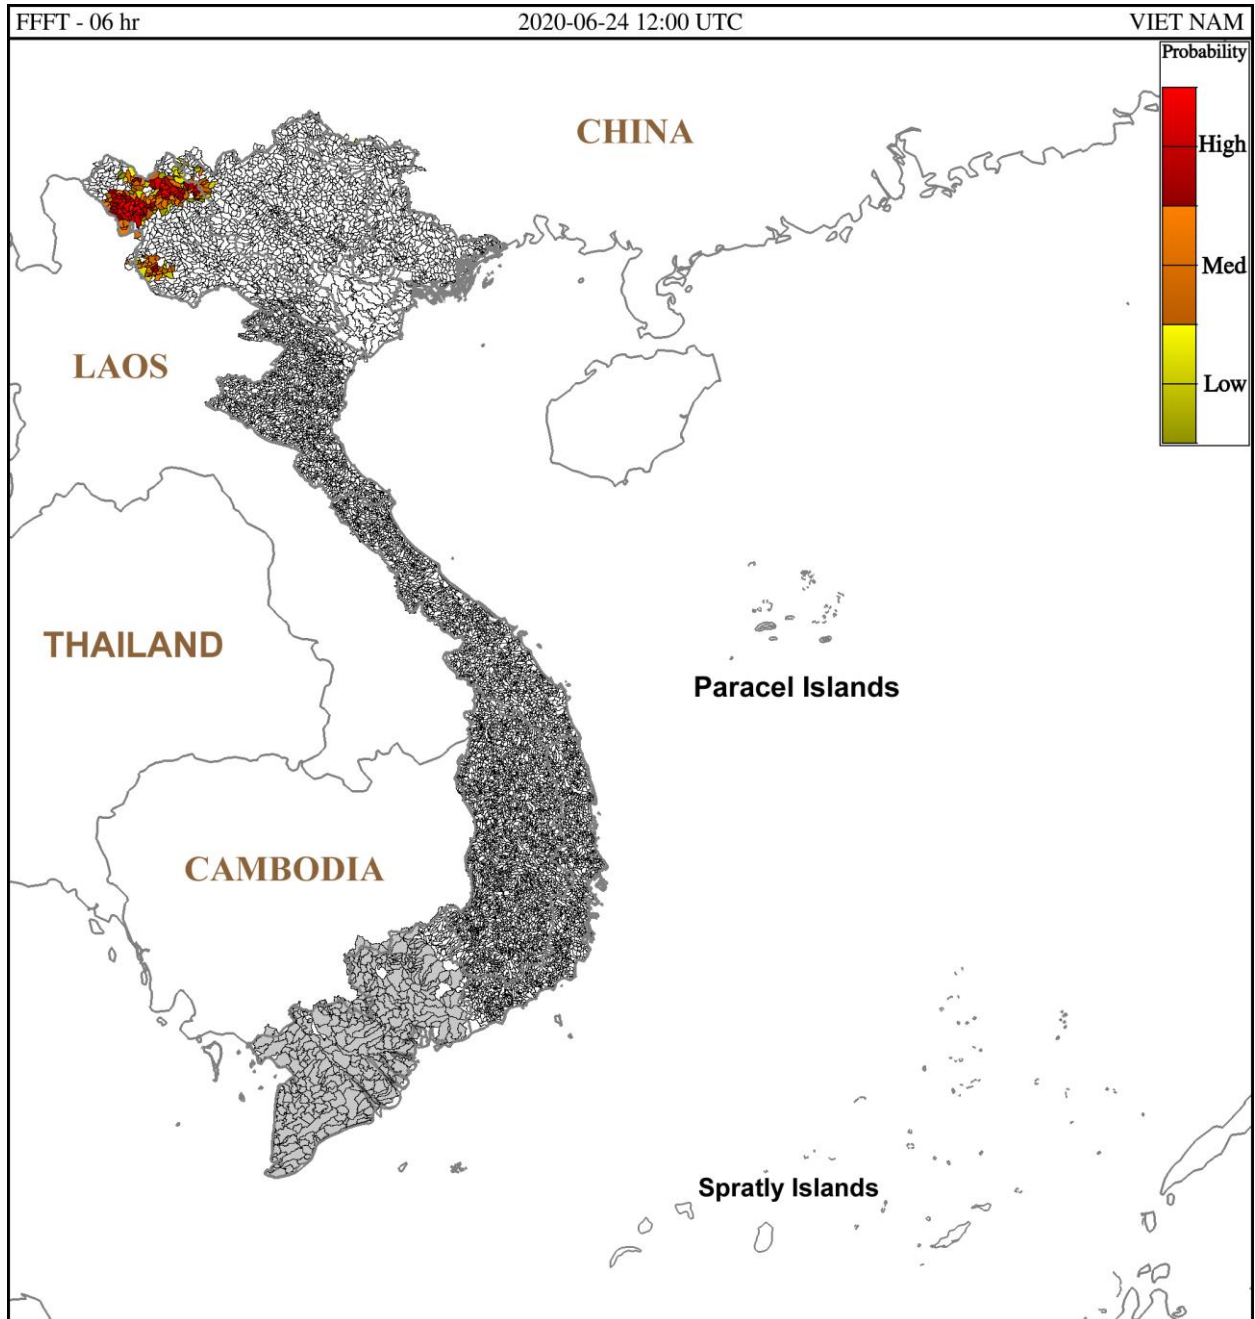 FFFT - 06 hr
2020-06-24 12:00 UTC
VIET NAM
Probability
High
Med
Low
CHINA
LAOS
THAILAND
Paracel Islands
CAMBODIA
Spratly Islands